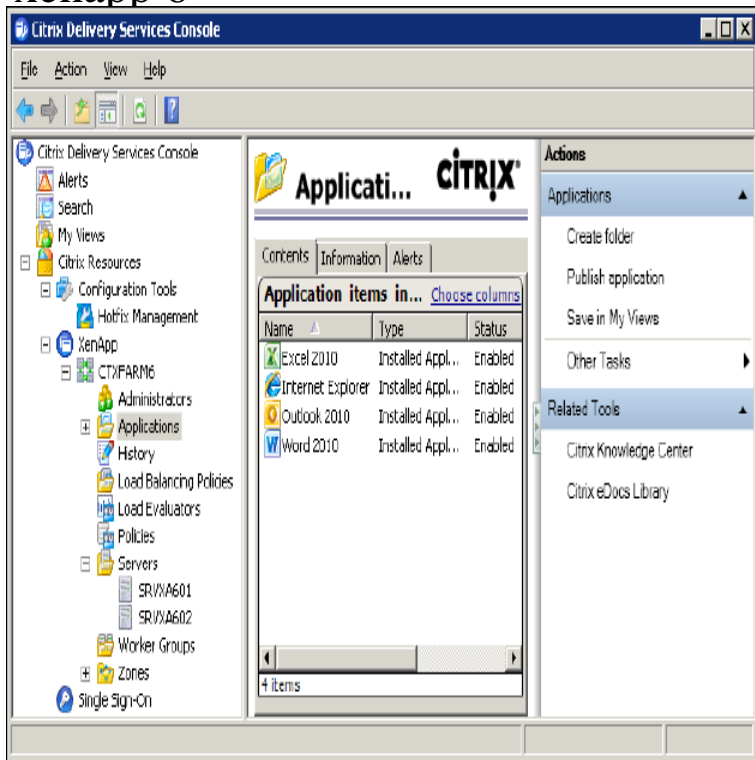 xenapp 6
Citrix Delivery Services Console
File Action View Help
Citrix Delivery Services Console
Alerts
Search
My Views
Citrix Resources
Configuration Tools
Hotfix Management
XenApp
CTXFARM6
Administrators
Applications
History
Load Balancing Policies
Load Evaluators
Policies
Servers
SRVXA601
SRVXA602
Worker Groups
Zones
Single Sign-On
Applicati... CITRIX
Contents Information Alerts
Application items in... Choose columns
Name Type Status
Excel 2010 Installed Appl... Enabled
Internet Explorer Installed Appl... Enabled
Outlook 2010 Installed Appl... Enabled
Word 2010 Installed Appl... Enabled
4 items
Actions
Applications
Create folder
Publish application
Save in My Views
Other Tasks
Related Tools
Citrix Knowledge Center
Citrix eDocs Library